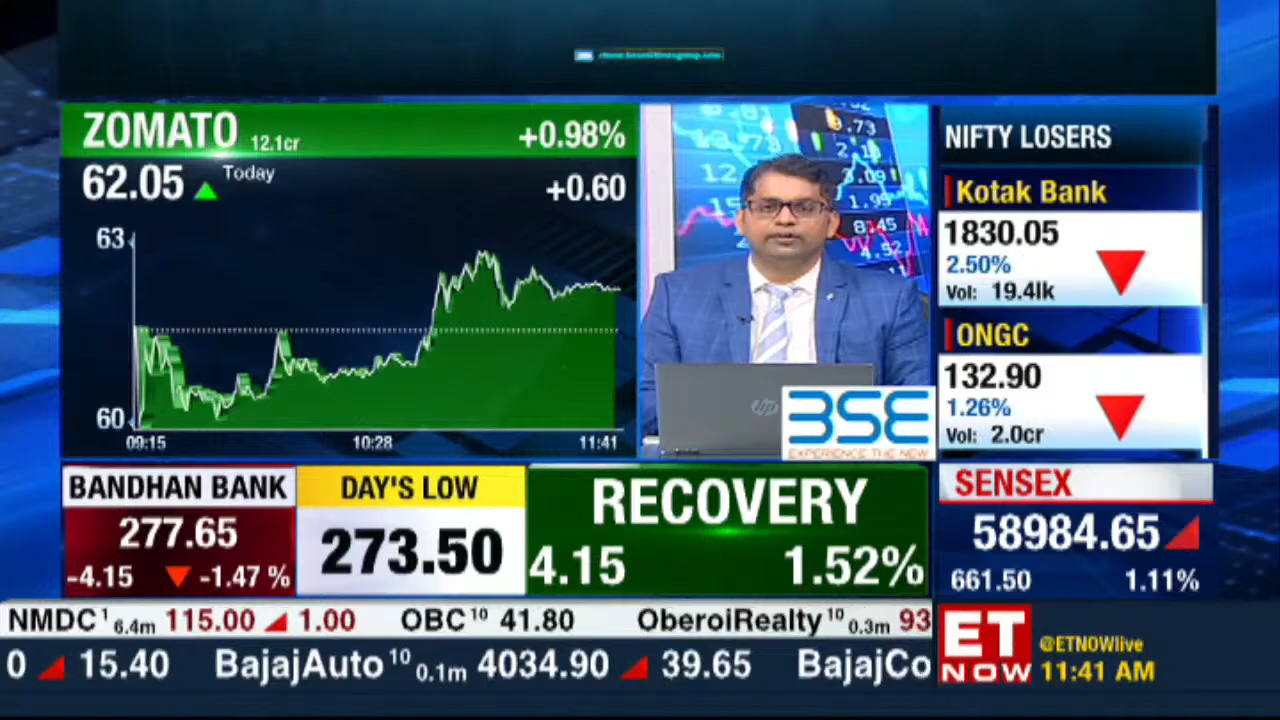 ZOMATO 12.1cr +0.98%
62.05 Today +0.60
63
60
09:15 10:28 11:41
hp
BSE
EXPERIENCE THE NEW
NIFTY LOSERS
Kotak Bank
1830.05
2.50%
Vol: 19.4lk
ONGC
132.90
1.26%
Vol: 2.0cr
BANDHAN BANK
277.65
-4.15 -1.47 %
DAY'S LOW
273.50
RECOVERY
4.15 1.52%
SENSEX
58984.65
661.50 1.11%
NMDC 1 6.4m 115.00 1.00 OBC 10 41.80 OberoiRealty 10 0.3m 93
0 15.40 BajajAuto 10 0.1m 4034.90 39.65 BajajCo
ET
NOW
@ETNOWlive
11:41 AM